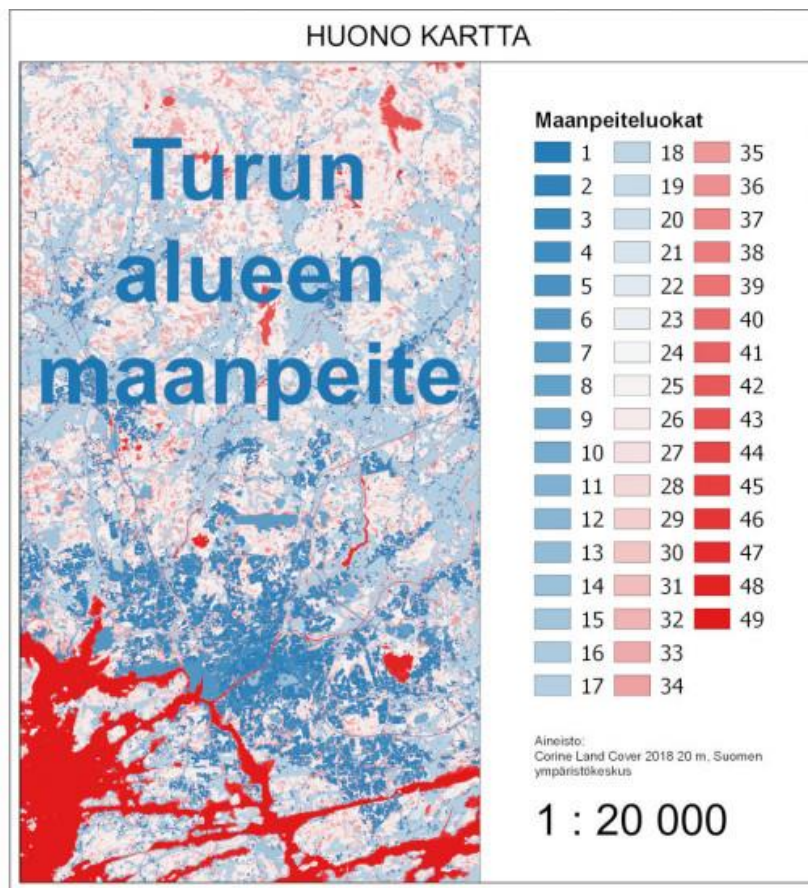 HUONO KARTTA
Turun
alueen
maanpeite
Maanpeiteluokat
1 18 35
2 19 36
3 20 37
4 21 38
5 22 39
6 23 40
7 24 41
8 25 42
9 26 43
10 27 44
11 28 45
12 29 46
13 30 47
14 31 48
15 32 49
16 33
17 34
Aineisto:
Corine Land Cover 2018 20 m, Suomen
ympäristökeskus
1 : 20 000